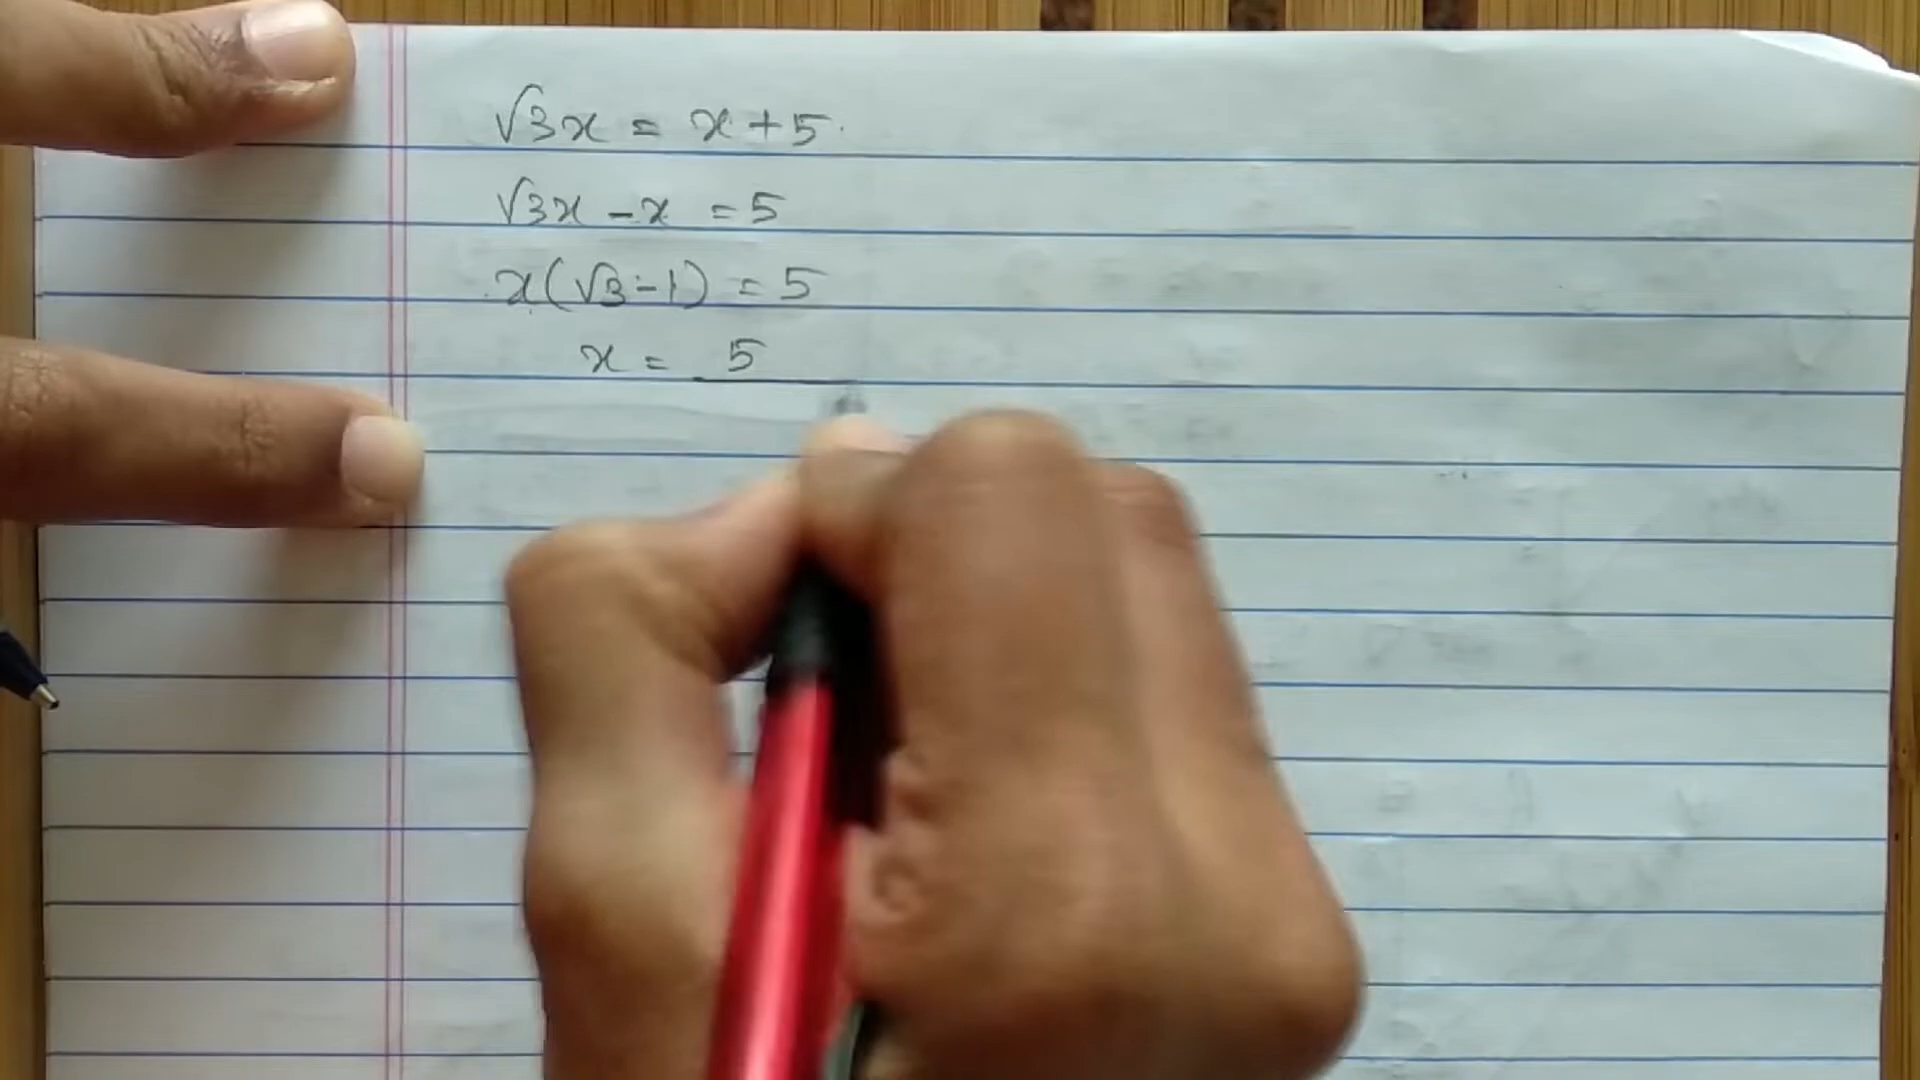 √3x = x+5
√3x - x = 5
x(√3-1) = 5
x = 5